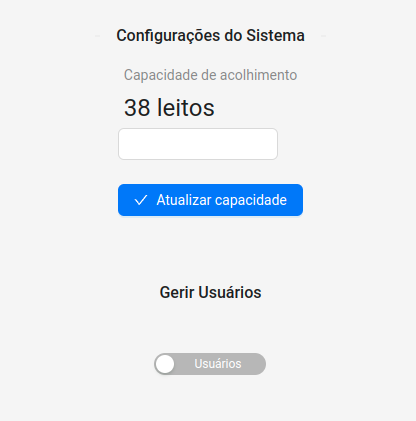 Configurações do Sistema
Capacidade de acolhimento
38 leitos
Atualizar capacidade
Gerir Usuários
Usuários